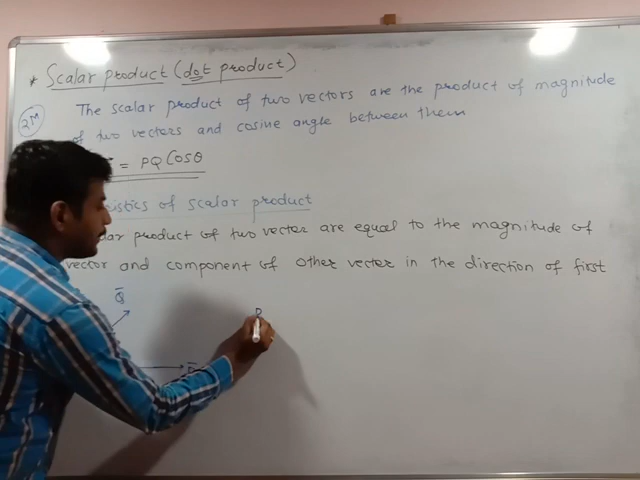 * Scalar product (dot product)
2M
The scalar product of two vectors are the product of magnitude
of two vectors and cosine angle between them
= PQ Cosθ
of scalar product
product of two vector are equal to the magnitude of
vector and component of other vector in the direction of first
Q̄
P